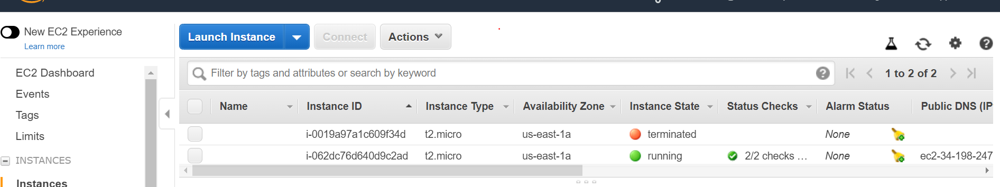 New EC2 Experience
Learn more
EC2 Dashboard
Events
Tags
Limits
INSTANCES
Instances
Launch Instance Connect Actions
Filter by tags and attributes or search by keyword 1 to 2 of 2
Name Instance ID Instance Type Availability Zone Instance State Status Checks Alarm Status Public DNS (IP
i-0019a97a1c609f34d t2.micro us-east-1a terminated None
i-062dc76d640d9c2ad t2.micro us-east-1a running 2/2 checks … None ec2-34-198-247